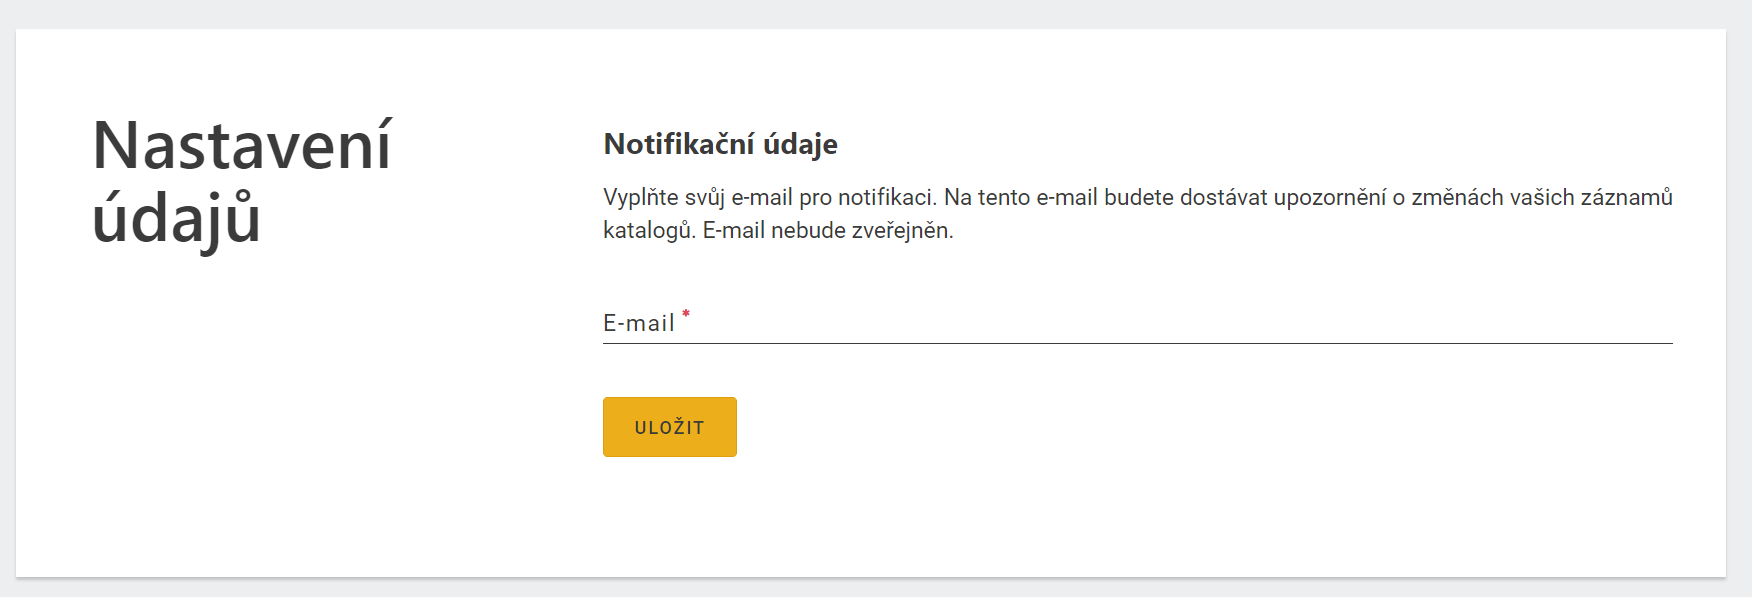 Nastavení
údajů
Notifikační údaje
Vyplňte svůj e-mail pro notifikaci. Na tento e-mail budete dostávat upozornění o změnách vašich záznamů
katalogů. E-mail nebude zveřejněn.
E-mail *
ULOŽIT